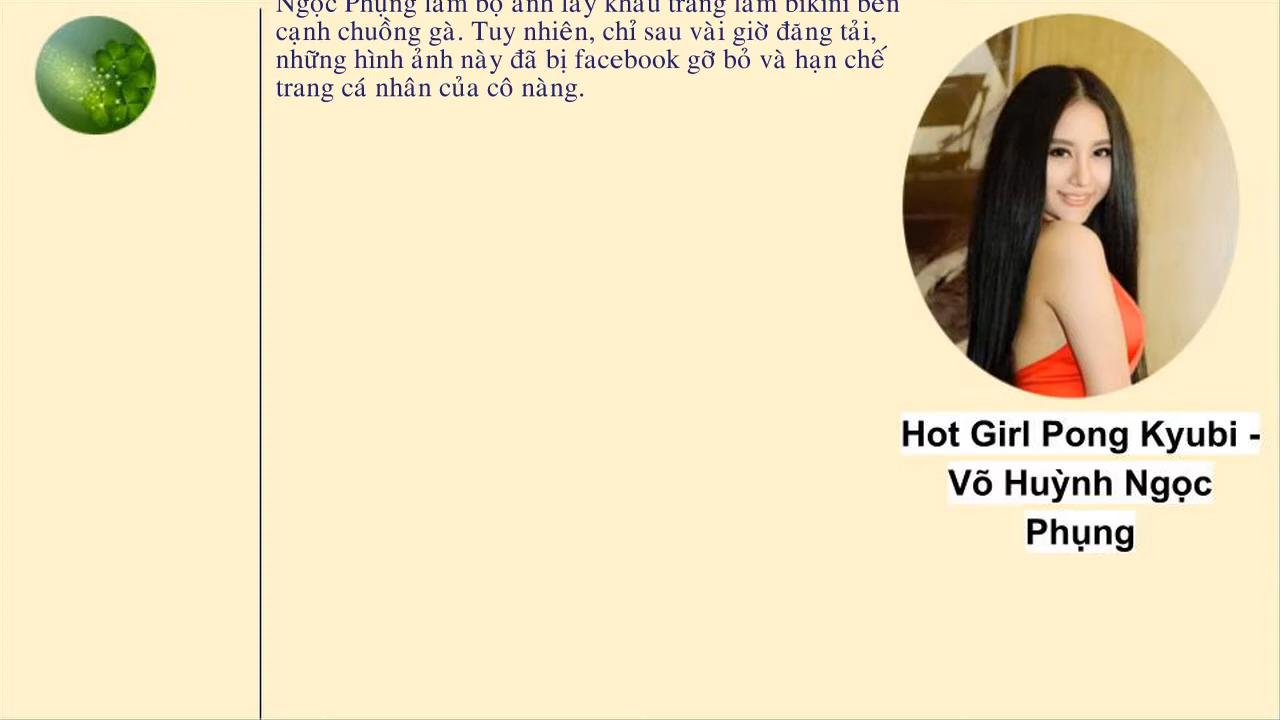 Ngọc Phụng làm bộ ảnh lấy khẩu trang làm bikini bên
cạnh chuồng gà. Tuy nhiên, chỉ sau vài giờ đăng tải,
những hình ảnh này đã bị facebook gỡ bỏ và hạn chế
trang cá nhân của cô nàng.
Hot Girl Pong Kyubi -
Võ Huỳnh Ngọc
Phụng